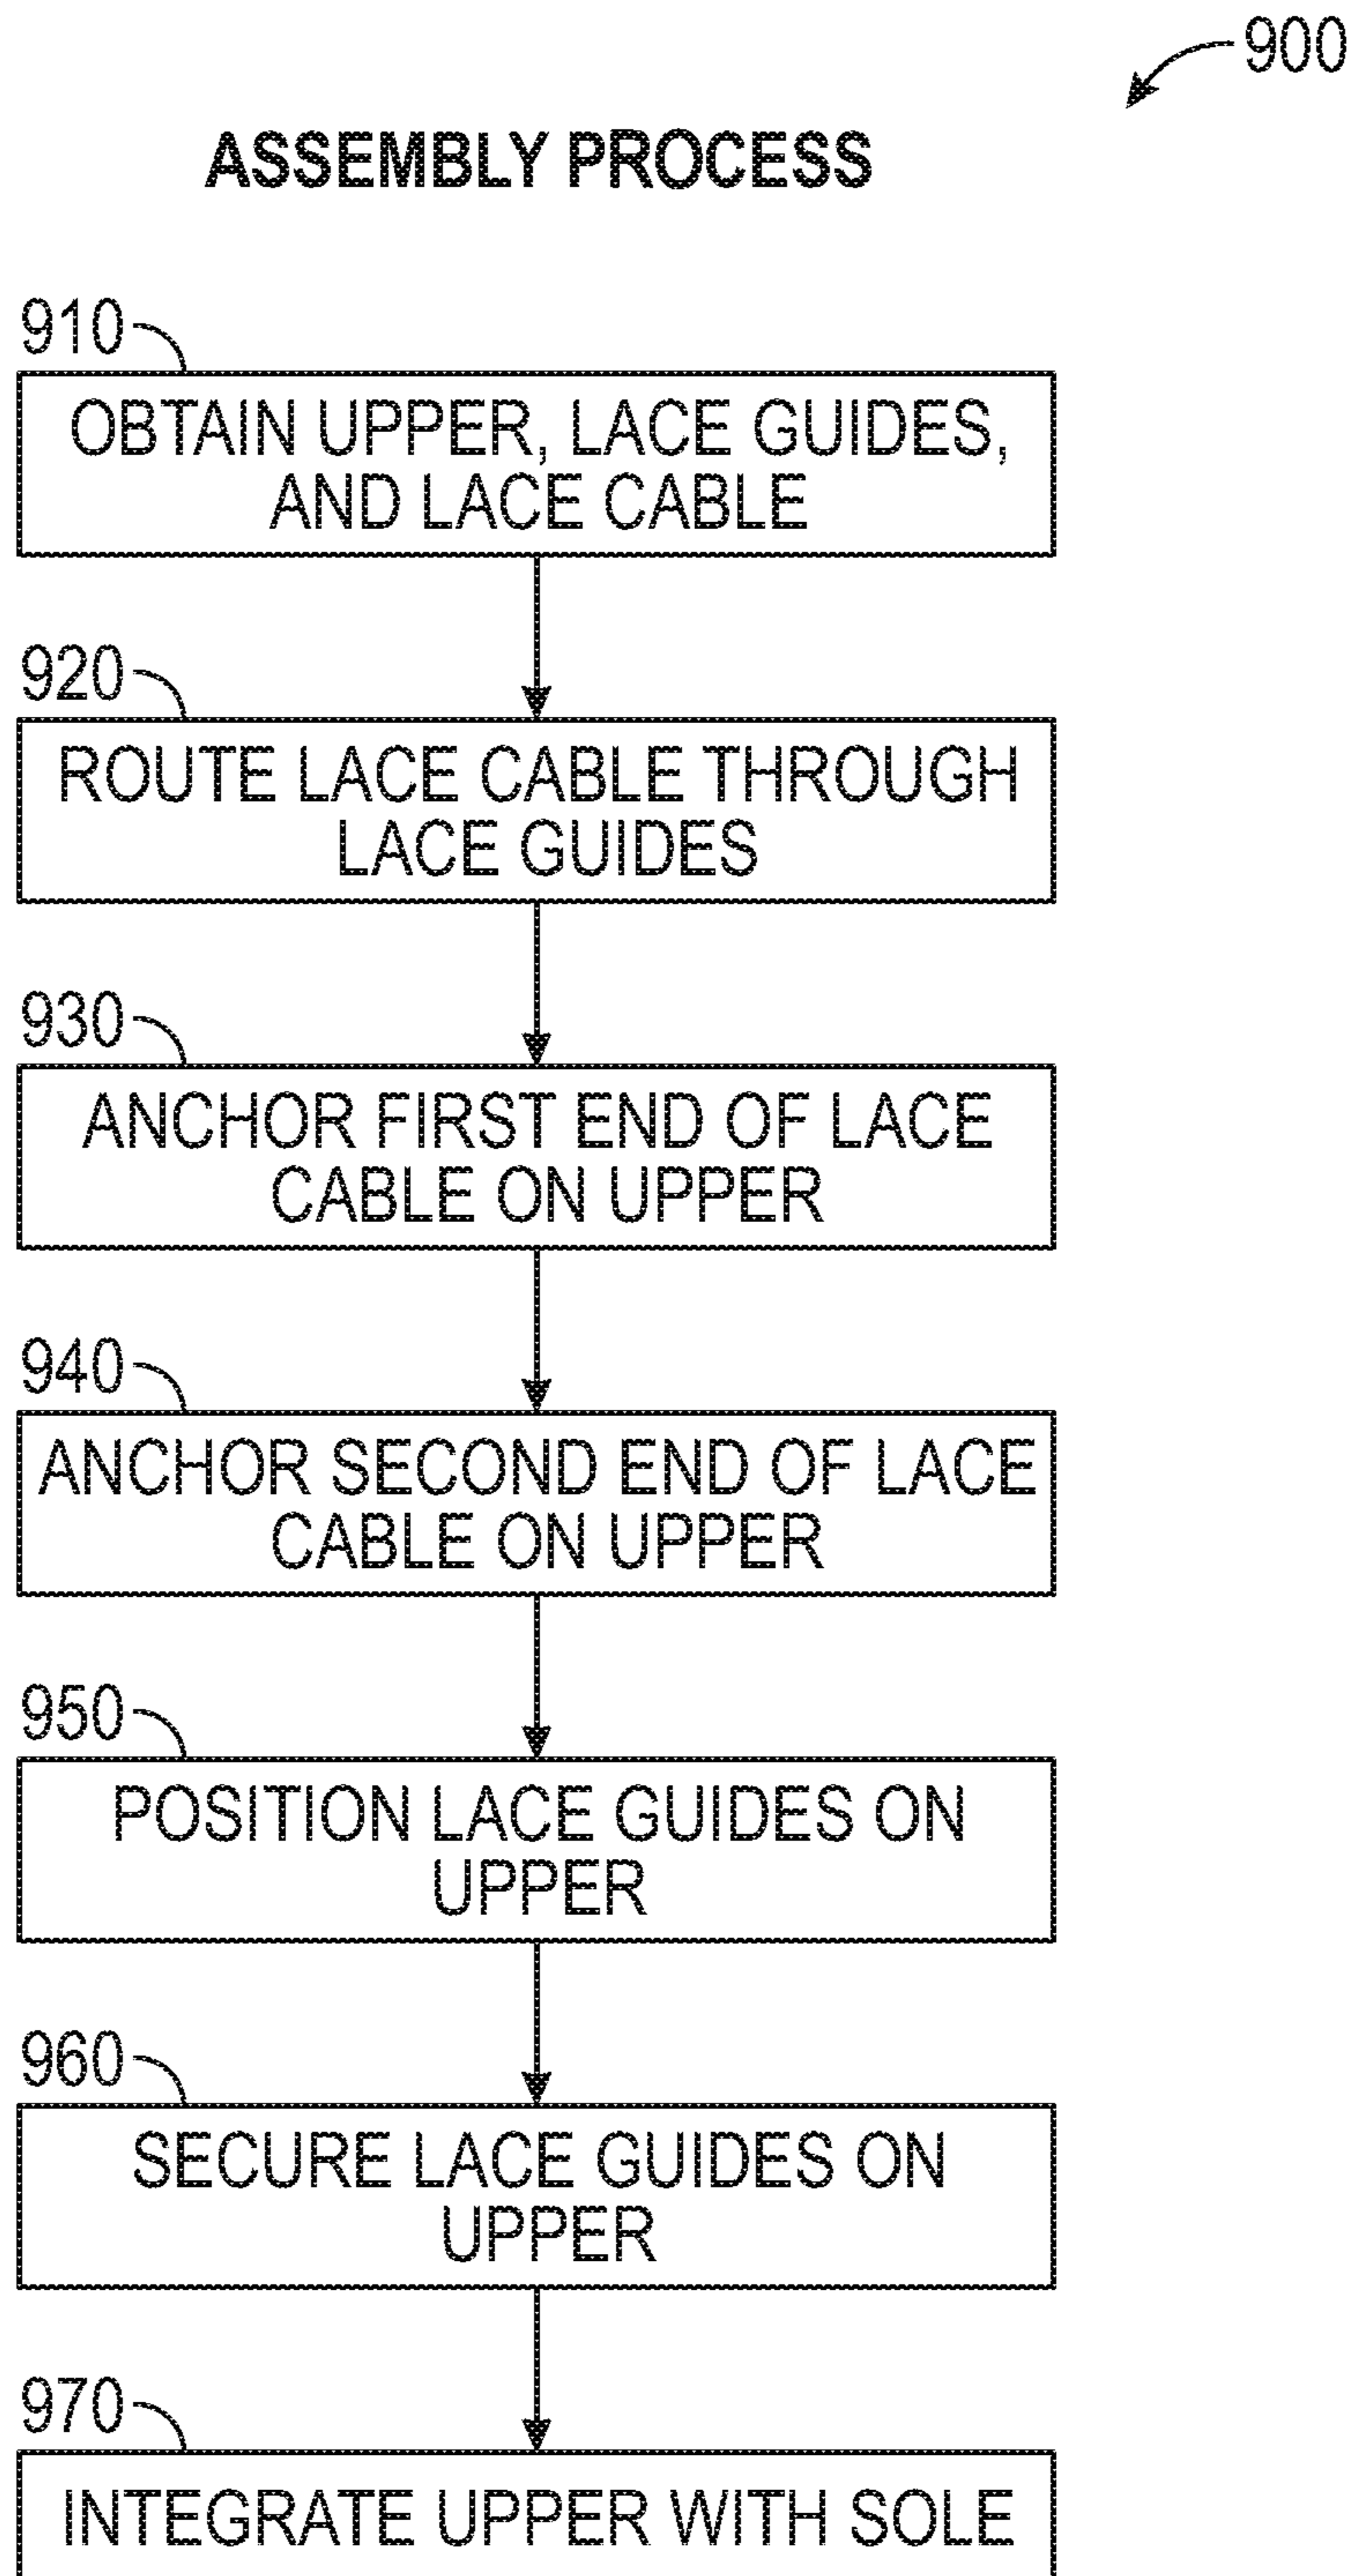 900
ASSEMBLY PROCESS
910
OBTAIN UPPER, LACE GUIDES,
AND LACE CABLE
920
ROUTE LACE CABLE THROUGH
LACE GUIDES
930
ANCHOR FIRST END OF LACE
CABLE ON UPPER
940
ANCHOR SECOND END OF LACE
CABLE ON UPPER
950
POSITION LACE GUIDES ON
UPPER
960
SECURE LACE GUIDES ON
UPPER
970
INTEGRATE UPPER WITH SOLE